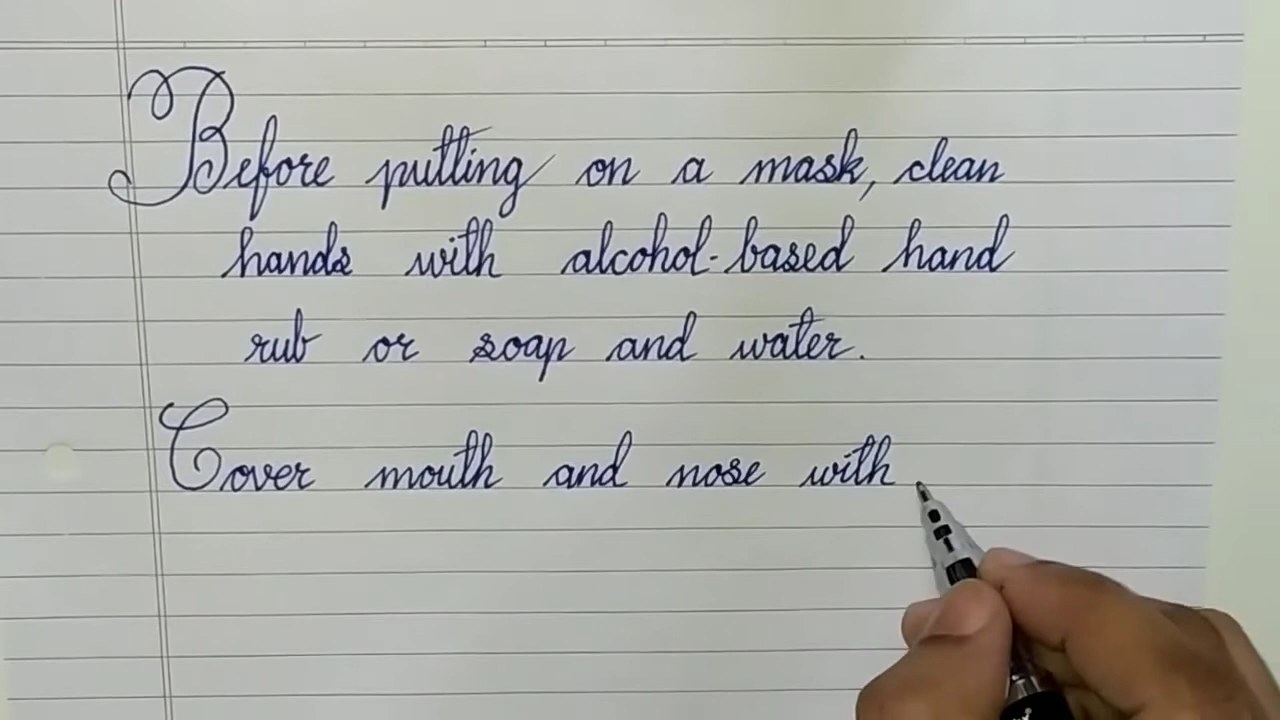 Before putting on a mask, clean
hands with alcohol-based hand
rub or soap and water.
Cover mouth and nose with